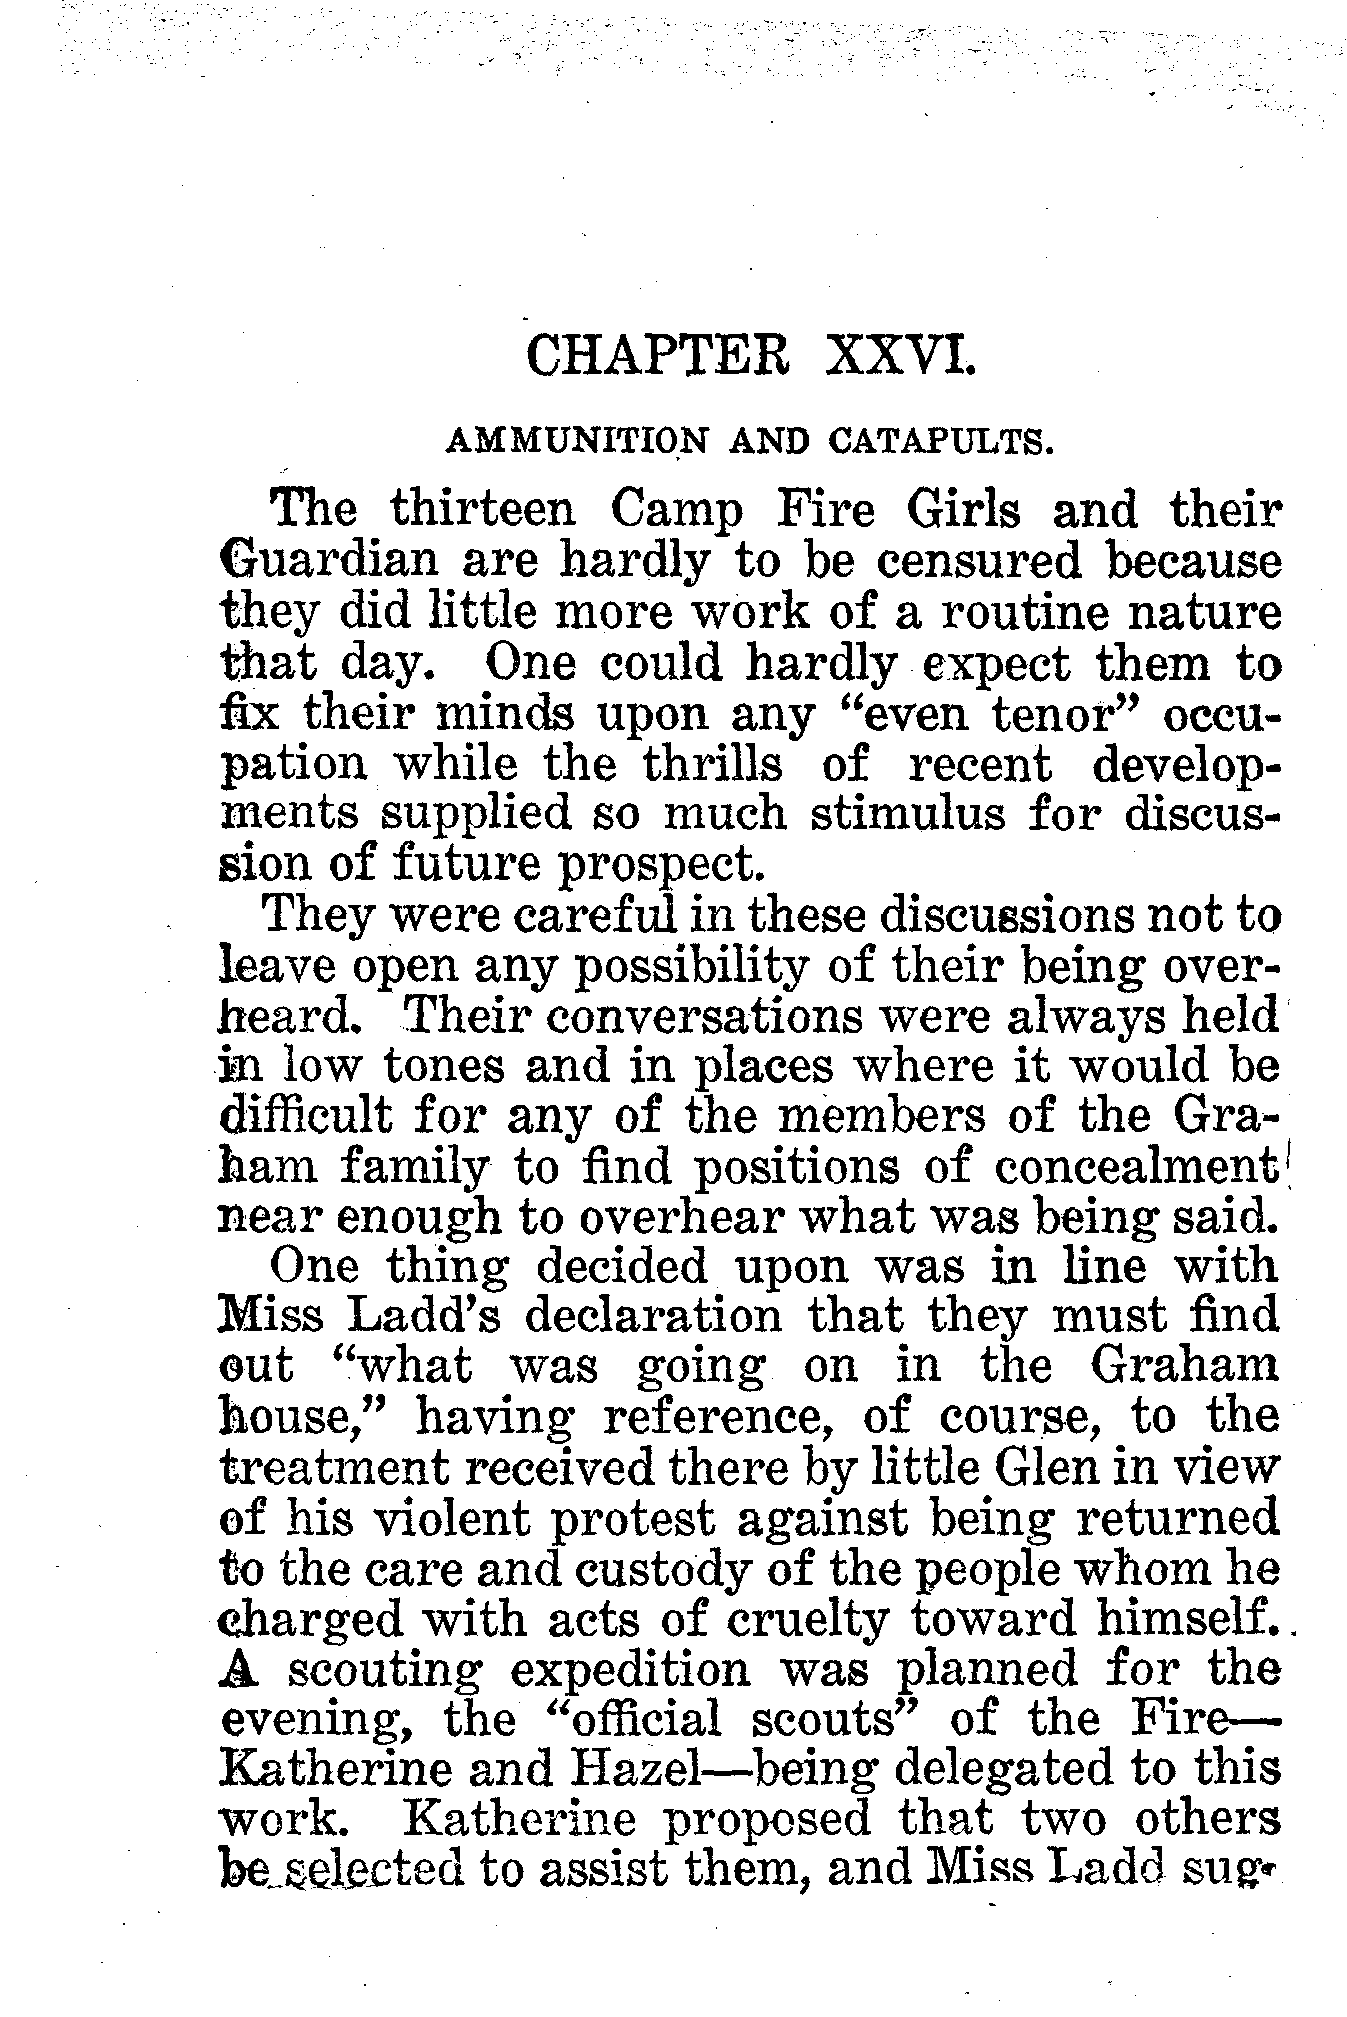 CHAPTER XXVI.
AMMUNITION AND CATAPULTS.
The thirteen Camp Fire Girls and their
Guardian are hardly to be censured because
they did little more work of a routine nature
that day. One could hardly expect them to
fix their minds upon any “even tenor” occu-
pation while the thrills of recent develop-
ments supplied so much stimulus for discus-
sion of future prospect.
They were careful in these discussions not to
leave open any possibility of their being over-
heard. Their conversations were always held
in low tones and in places where it would be
difficult for any of the members of the Gra-
ham family to find positions of concealment
near enough to overhear what was being said.
One thing decided upon was in line with
Miss Ladd’s declaration that they must find
out “what was going on in the Graham
house,” having reference, of course, to the
treatment received there by little Glen in view
of his violent protest against being returned
to the care and custody of the people whom he
charged with acts of cruelty toward himself.
A scouting expedition was planned for the
evening, the “official scouts” of the Fire—
Katherine and Hazel—being delegated to this
work. Katherine proposed that two others
be selected to assist them, and Miss Ladd sug-